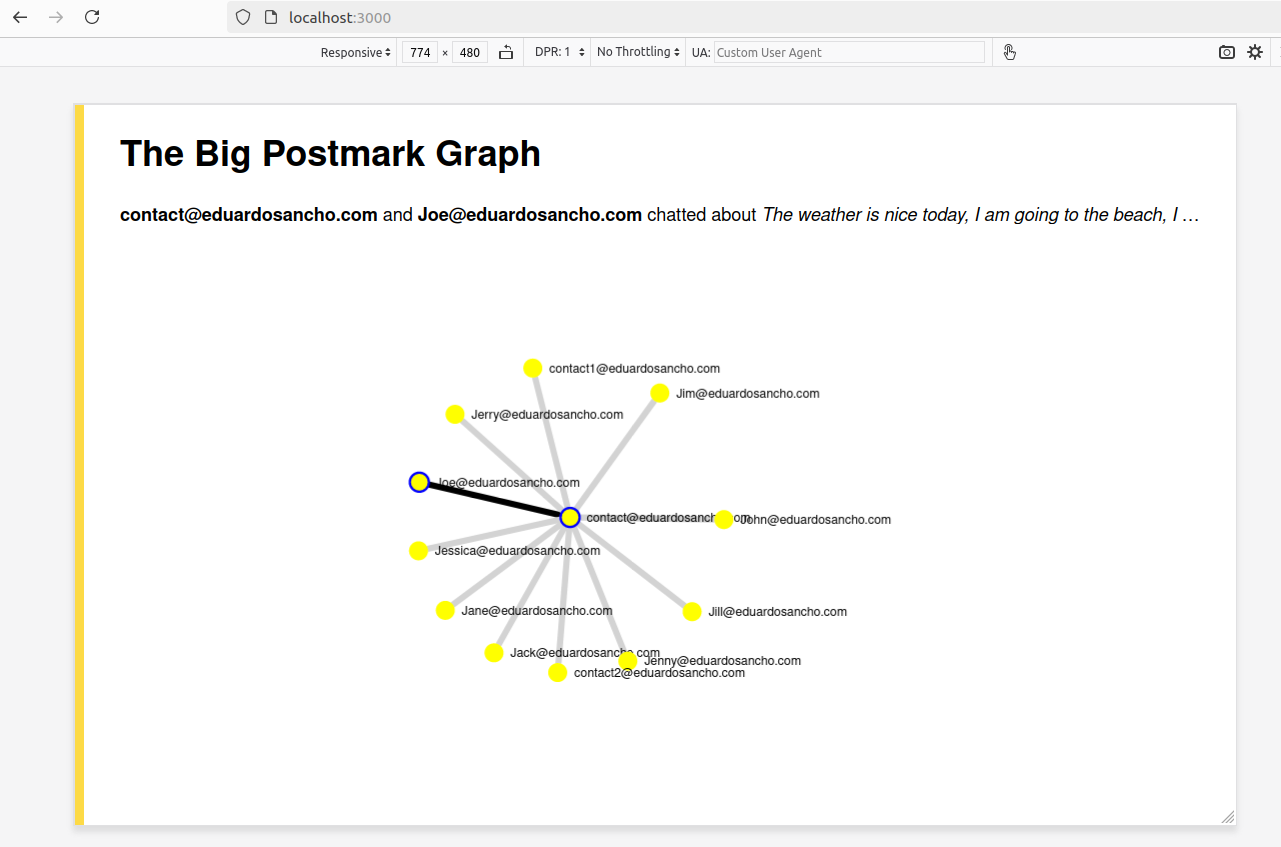 localhost:3000
Responsive 774 × 480 DPR: 1 No Throttling UA: Custom User Agent
The Big Postmark Graph
contact@eduardosancho.com and Joe@eduardosancho.com chatted about The weather is nice today, I am going to the beach, I …
contact1@eduardosancho.com
Jim@eduardosancho.com
Jerry@eduardosancho.com
Joe@eduardosancho.com
contact@eduardosancho.com
John@eduardosancho.com
Jessica@eduardosancho.com
Jane@eduardosancho.com
Jill@eduardosancho.com
Jack@eduardosancho.com
Jenny@eduardosancho.com
contact2@eduardosancho.com